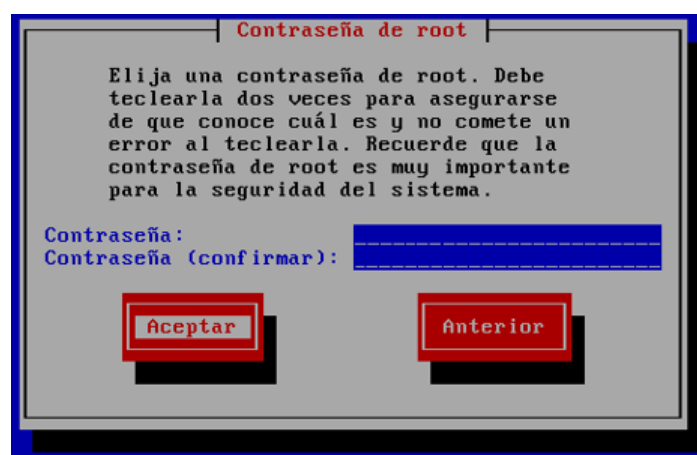 Contraseña de root
Elija una contraseña de root. Debe
teclearla dos veces para asegurarse
de que conoce cuál es y no comete un
error al teclearla. Recuerde que la
contraseña de root es muy importante
para la seguridad del sistema.
Contraseña:
Contraseña (confirmar):
Aceptar
Anterior